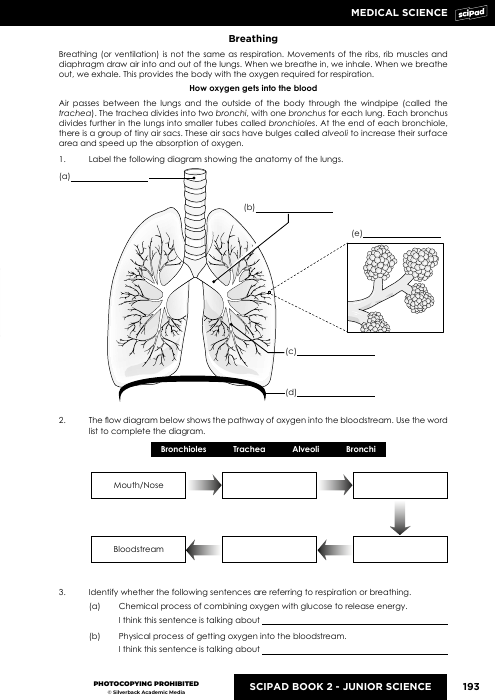 MEDICAL SCIENCE scipad
Breathing
Breathing (or ventilation) is not the same as respiration. Movements of the ribs, rib muscles and
diaphragm draw air into and out of the lungs. When we breathe in, we inhale. When we breathe
out, we exhale. This provides the body with the oxygen required for respiration.
How oxygen gets into the blood
Air passes between the lungs and the outside of the body through the windpipe (called the
trachea). The trachea divides into two bronchi, with one bronchus for each lung. Each bronchus
divides further in the lungs into smaller tubes called bronchioles. At the end of each bronchiole,
there is a group of tiny air sacs. These air sacs have bulges called alveoli to increase their surface
area and speed up the absorption of oxygen.
1. Label the following diagram showing the anatomy of the lungs.
(a)
(b)
(e)
(c)
(d)
2. The flow diagram below shows the pathway of oxygen into the bloodstream. Use the word
list to complete the diagram.
Bronchioles Trachea Alveoli Bronchi
Mouth/Nose
Bloodstream
3. Identify whether the following sentences are referring to respiration or breathing.
(a) Chemical process of combining oxygen with glucose to release energy.
I think this sentence is talking about
(b) Physical process of getting oxygen into the bloodstream.
I think this sentence is talking about
PHOTOCOPYING PROHIBITED
© Silverback Academic Media
SCIPAD BOOK 2 - JUNIOR SCIENCE 193